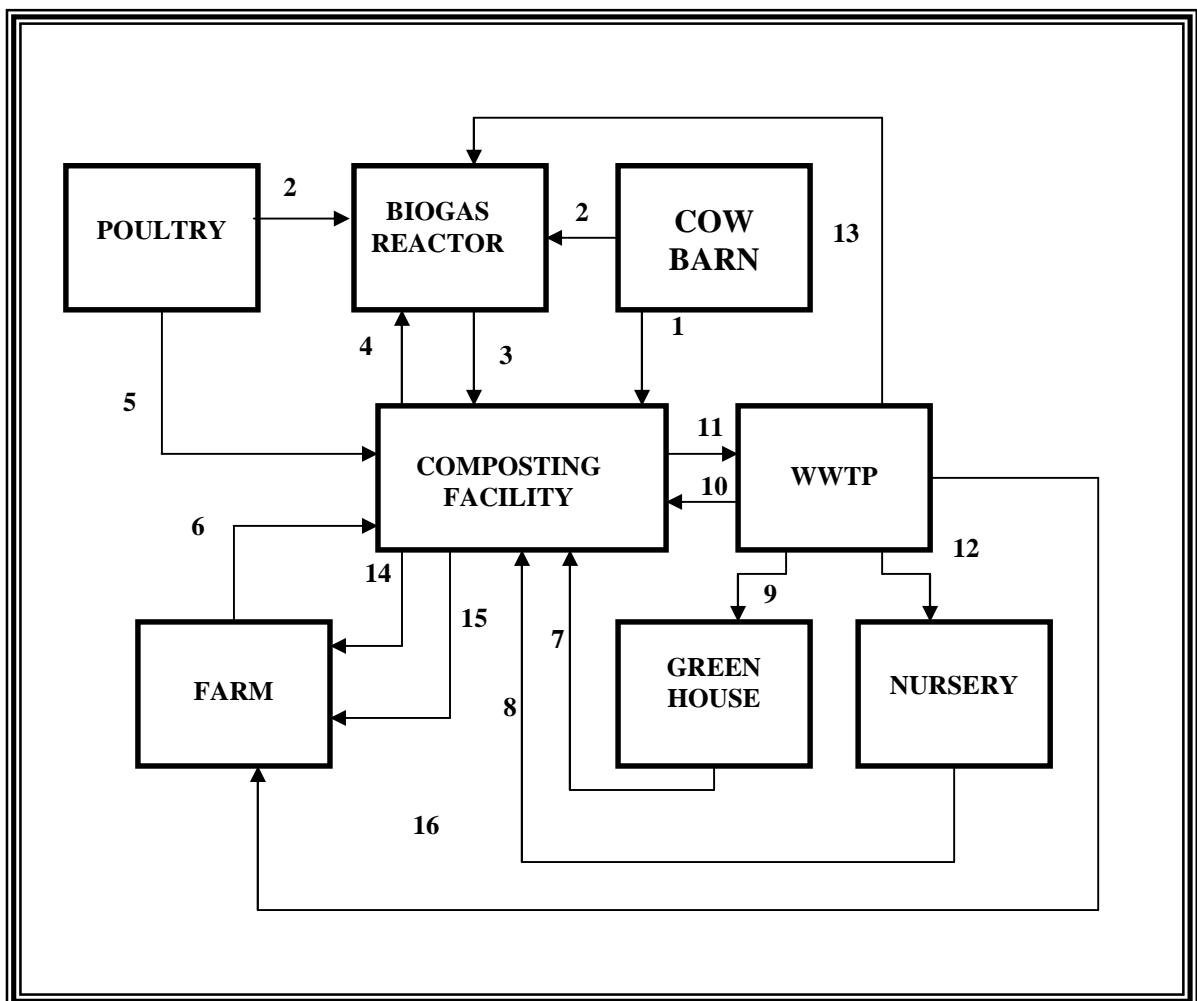 13
POULTRY
2
BIOGAS
REACTOR
2
COW
BARN
1
4
3
5
COMPOSTING
FACILITY
11
10
WWTP
6
14
15
12
9
7
8
FARM
GREEN
HOUSE
NURSERY
16